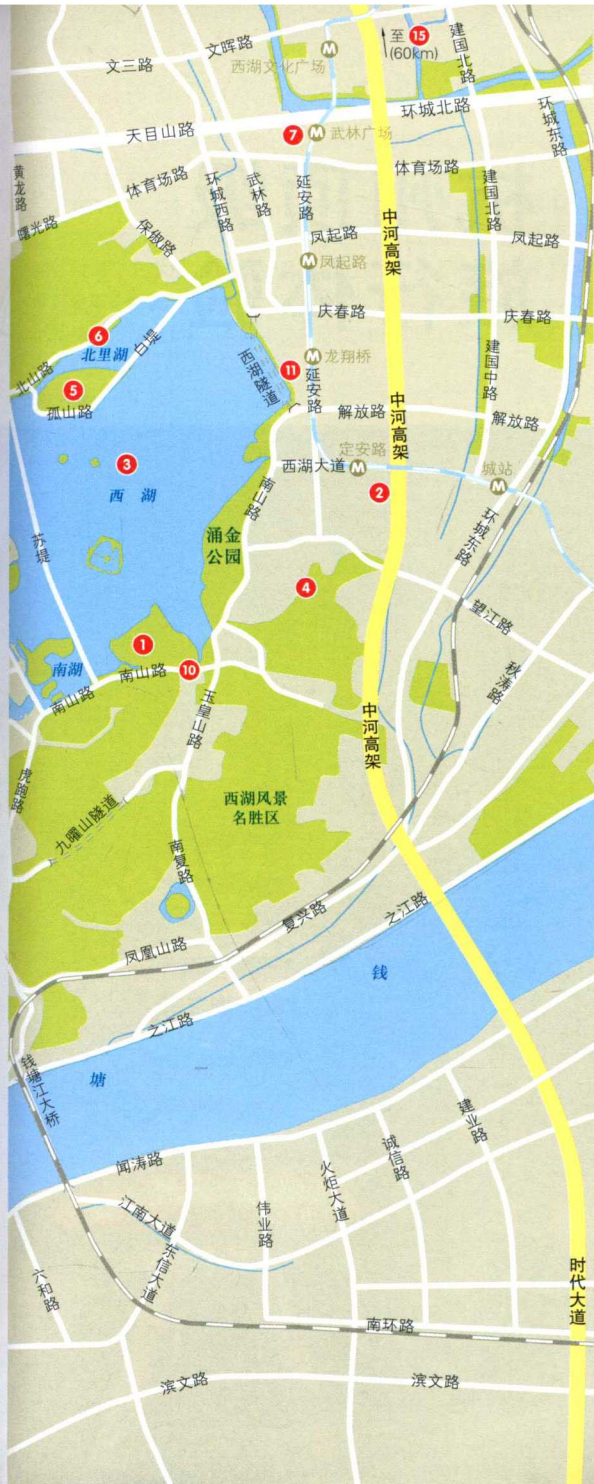 文晖路
至 15
(60km)
建国北路
文三路
西湖文化广场
环城北路
环城东路
天目山路
7
武林广场
黄龙路
体育场路
体育场路
环城西路
武林路
延安路
建国北路
曙光路
保俶路
中河高架
凤起路
凤起路
凤起路
庆春路
庆春路
6
北里湖
白堤
西湖隧道
11
龙翔桥
延安路
建国中路
北山路
5
孤山路
解放路
解放路
中河高架
定安路
3
西湖大道
2
城站
西湖
南山路
环城东路
苏堤
涌金
公园
4
望江路
1
南湖
南山路
10
秋涛路
南山路
玉皇山路
中河高架
虎跑路
西湖风景
名胜区
九曜山隧道
南复路
复兴路
之江路
凤凰山路
钱
之江路
塘
钱塘江大桥
闻涛路
火炬大道
诚信路
建业路
江南大道
东信大道
伟业路
六和路
时代大道
南环路
滨文路
滨文路